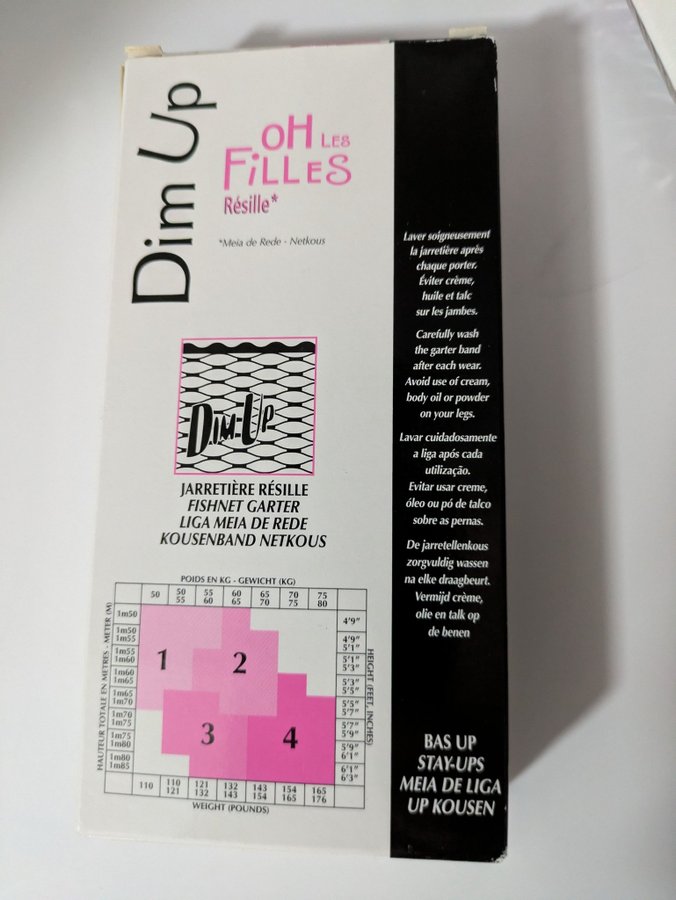 Dim Up
OH LES
FiLLES
Résille*
*Meia de Rede - Netkous
DIM-UP
JARRETIÈRE RÉSILLE
FISHNET GARTER
LIGA MEIA DE REDE
KOUSENBAND NETKOUS
POIDS EN KG - GEWICHT (KG)
50 50 55 60 65 70 75
55 60 65 70 75 80
HAUTEUR TOTALE EN METRES - METER (M)
1m50
1m50
1m55
1m55
1m60
1m60
1m65
1m65
1m70
1m70
1m75
1m75
1m80
1m80
1m85
1 2
3 4
4'9"
4'9"
5'1"
5'1"
5'3"
5'3"
5'5"
5'5"
5'7"
5'7"
5'9"
5'9"
6'1"
6'1"
6'3"
HEIGHT (FEET, INCHES)
110 110 121 132 143 154 165
121 132 143 154 165 176
WEIGHT (POUNDS)
Laver soigneusement
la jarretière après
chaque porter.
Éviter crème,
huile et talc
sur les jambes.
Carefully wash
the garter band
after each wear.
Avoid use of cream,
body oil or powder
on your legs.
Lavar cuidadosamente
a liga após cada
utilização.
Evitar usar creme,
óleo ou pó de talco
sobre as pernas.
De jarretellenkous
zorgvuldig wassen
na elke draagbeurt.
Vermijd crème,
olie en talk op
de benen
BAS UP
STAY-UPS
MEIA DE LIGA
UP KOUSEN